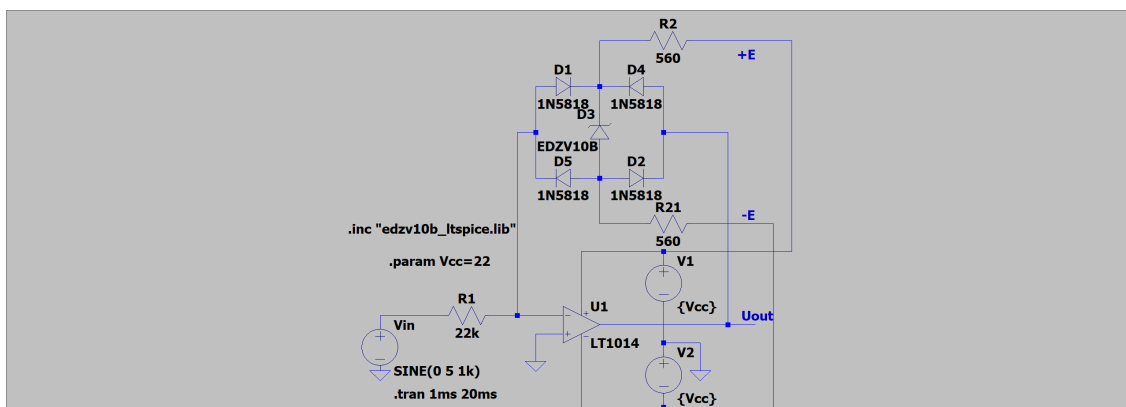 R2
+E
560
D1
D4
1N5818
1N5818
D3
EDZV10B
D5
D2
1N5818
1N5818
R21
-E
560
.inc "edzv10b_ltspice.lib"
.param Vcc=22
V1
{Vcc}
R1
U1
Vin
22k
Uout
LT1014
V2
SINE(0 5 1k)
.tran 1ms 20ms
{Vcc}